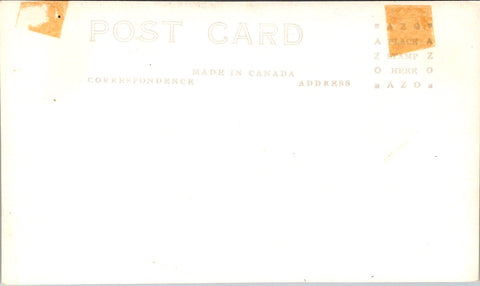 POST CARD
MADE IN CANADA
CORRESPONDENCE ADDRESS
AZO
A PLACE A
Z STAMP Z
O HERE O
AZO